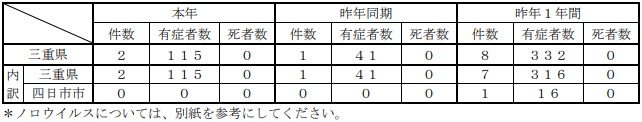 本年 昨年同期 昨年1年間
件数 有症者数 死者数 件数 有症者数 死者数 件数 有症者数 死者数
三重県 2 115 0 1 41 0 8 332 0
内訳 三重県 2 115 0 1 41 0 7 316 0
四日市市 0 0 0 0 0 0 1 16 0
＊ノロウイルスについては、別紙を参考にしてください。